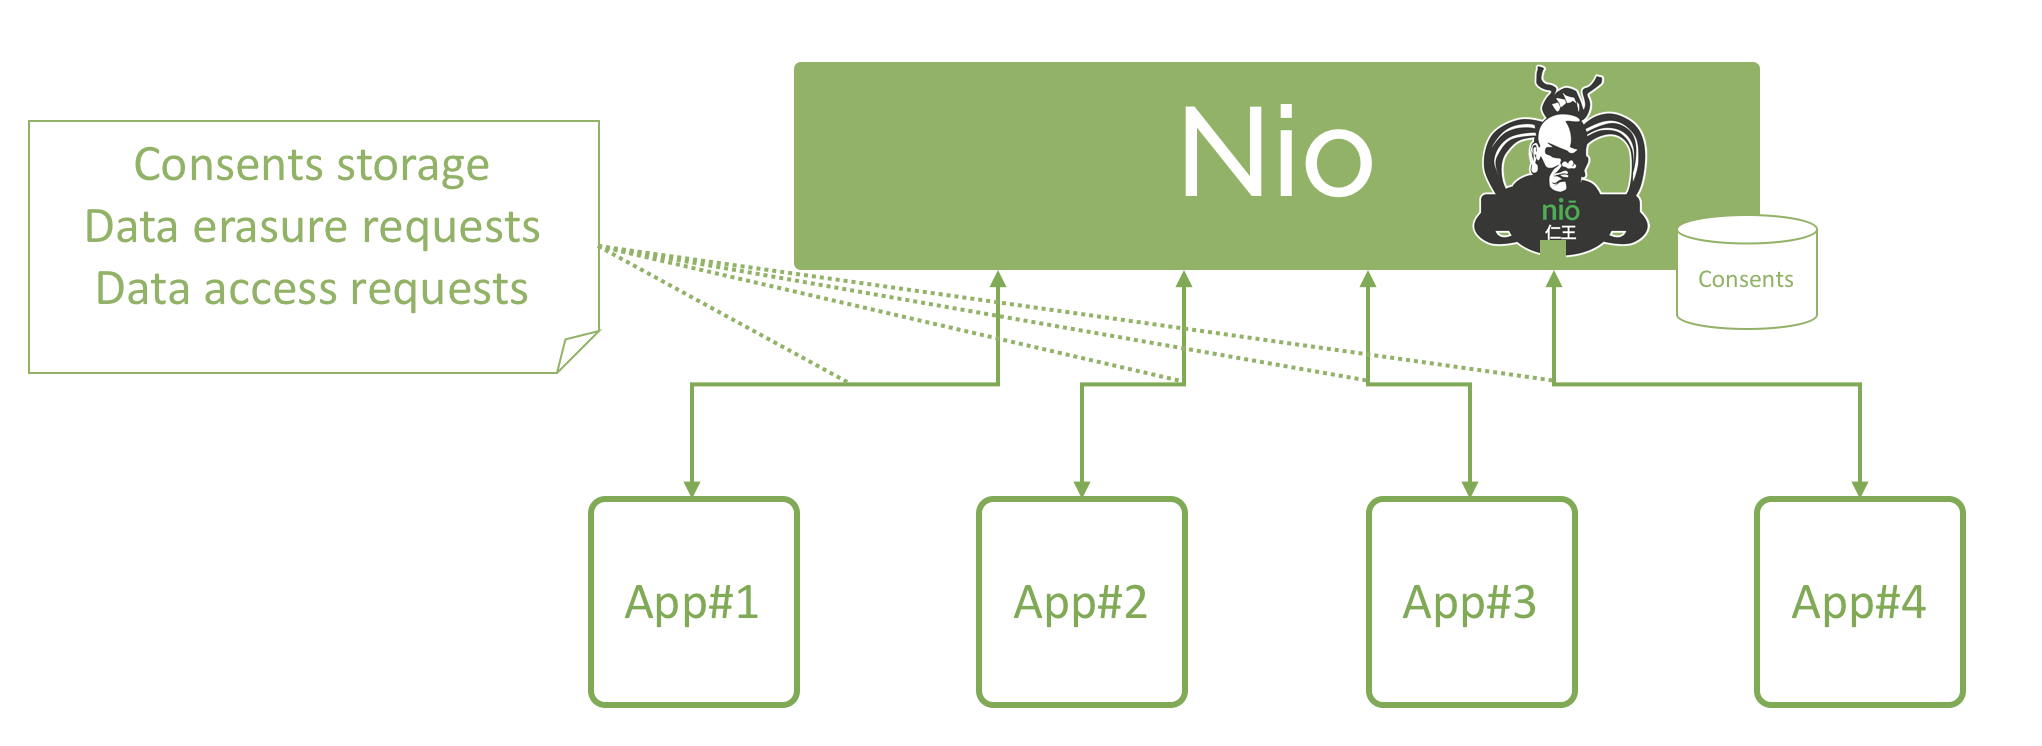 Consents storage
Data erasure requests
Data access requests
Nio
niō
仁王
Consents
App#1
App#2
App#3
App#4